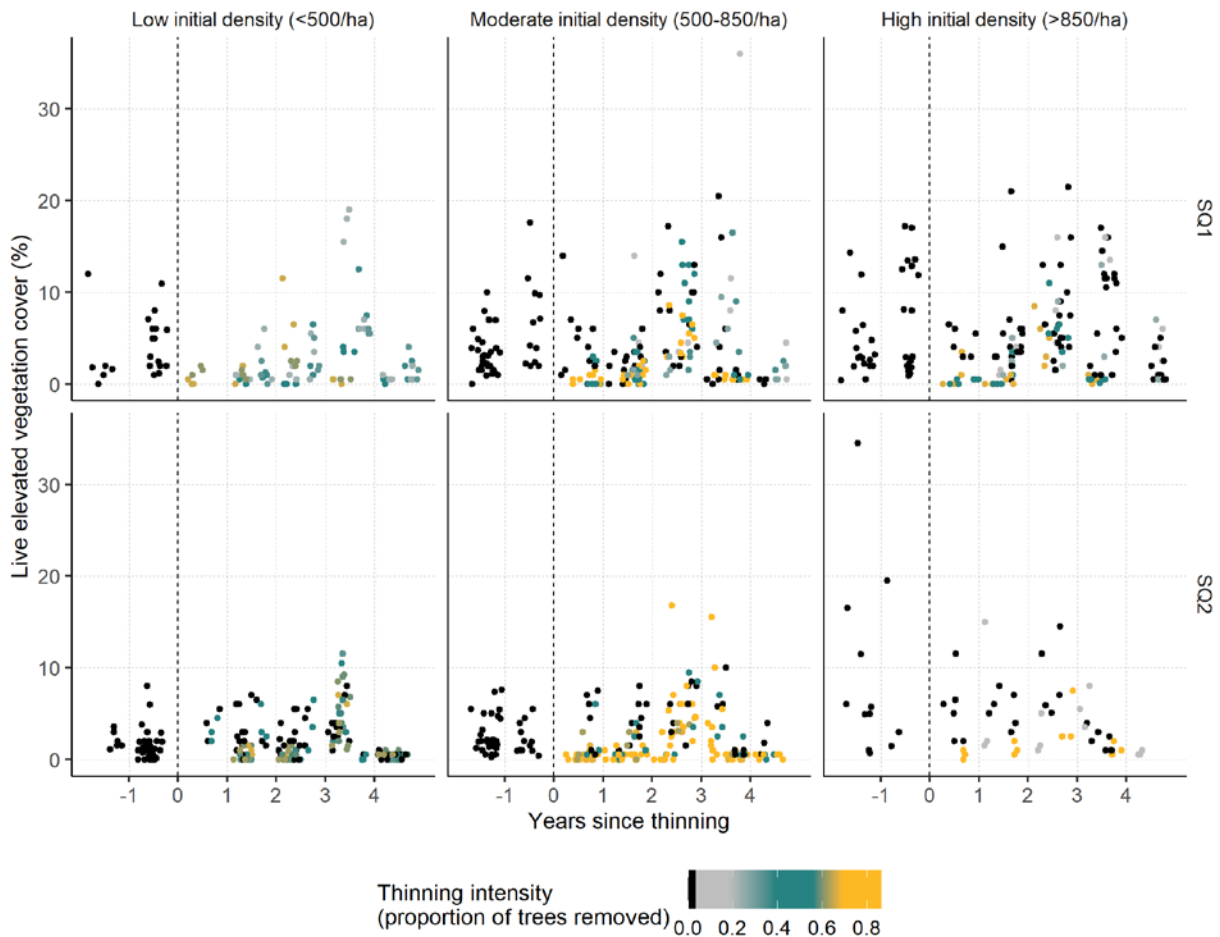 Low initial density (<500/ha) Moderate initial density (500-850/ha) High initial density (>850/ha)
30
20
10
0
SQ1
Live elevated vegetation cover (%)
30
20
10
0
SQ2
-1 0 1 2 3 4 -1 0 1 2 3 4 -1 0 1 2 3 4
Years since thinning
Thinning intensity
(proportion of trees removed)
0.0 0.2 0.4 0.6 0.8